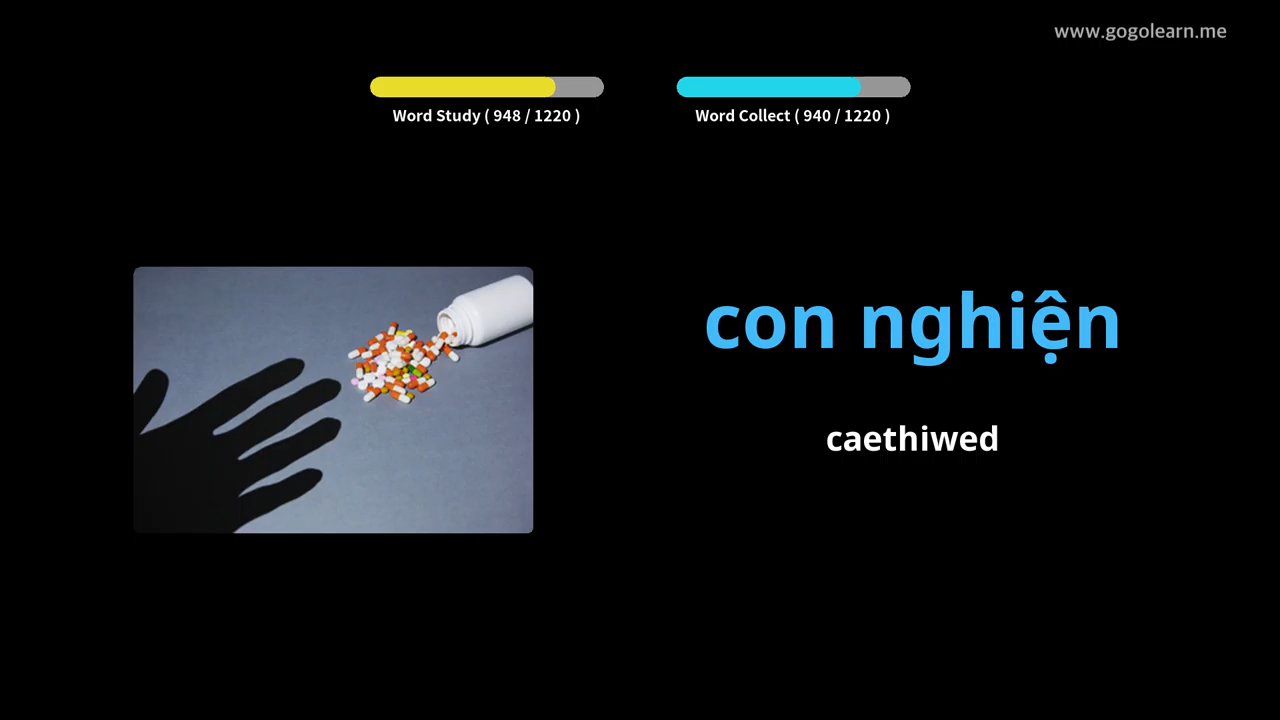 www.gogolearn.me
Word Study ( 948 / 1220 )
Word Collect ( 940 / 1220 )
con nghiện
caethiwed